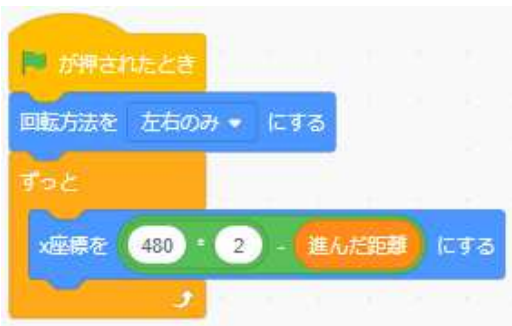 が押されたとき
回転方法を 左右のみ にする
ずっと
x座標を 480 * 2 - 進んだ距離 にする